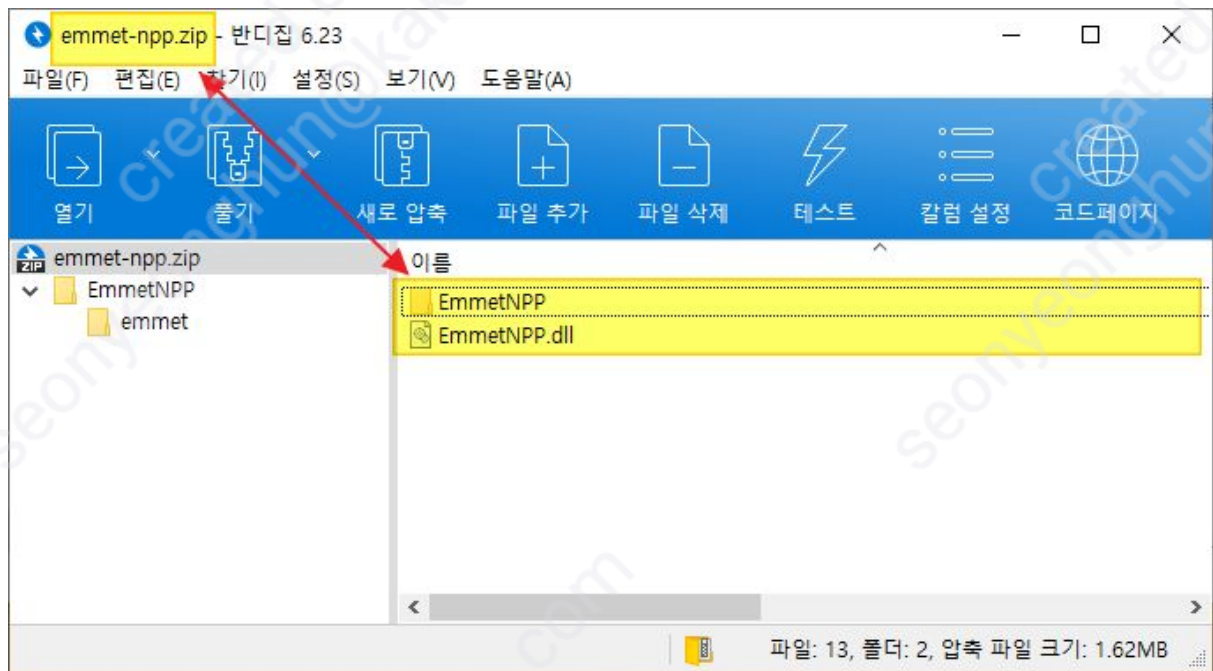 emmet-npp.zip - 반디집 6.23
파일(F) 편집(E) 찾기(I) 설정(S) 보기(V) 도움말(A)
열기 풀기 새로 압축 파일 추가 파일 삭제 테스트 칼럼 설정 코드페이지
emmet-npp.zip
EmmetNPP
emmet
이름
EmmetNPP
EmmetNPP.dll
파일: 13, 폴더: 2, 압축 파일 크기: 1.62MB